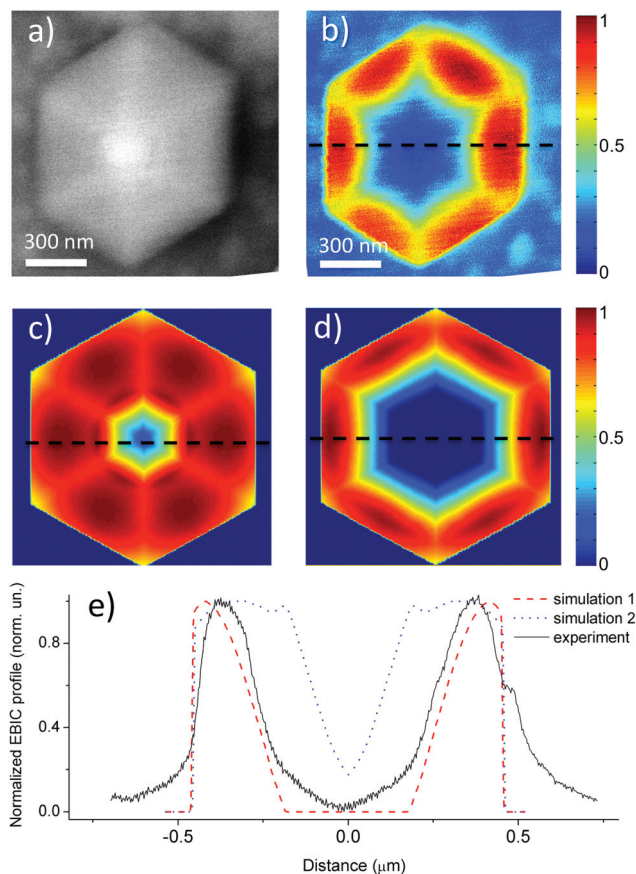 a)
300 nm
b)
300 nm
1
0.5
0
c)
d)
1
0.5
0
e)
simulation 1
simulation 2
experiment
Normalized EBIC profile (norm. un.)
0.8
0.4
0.0
-0.5
0.0
0.5
Distance (μm)